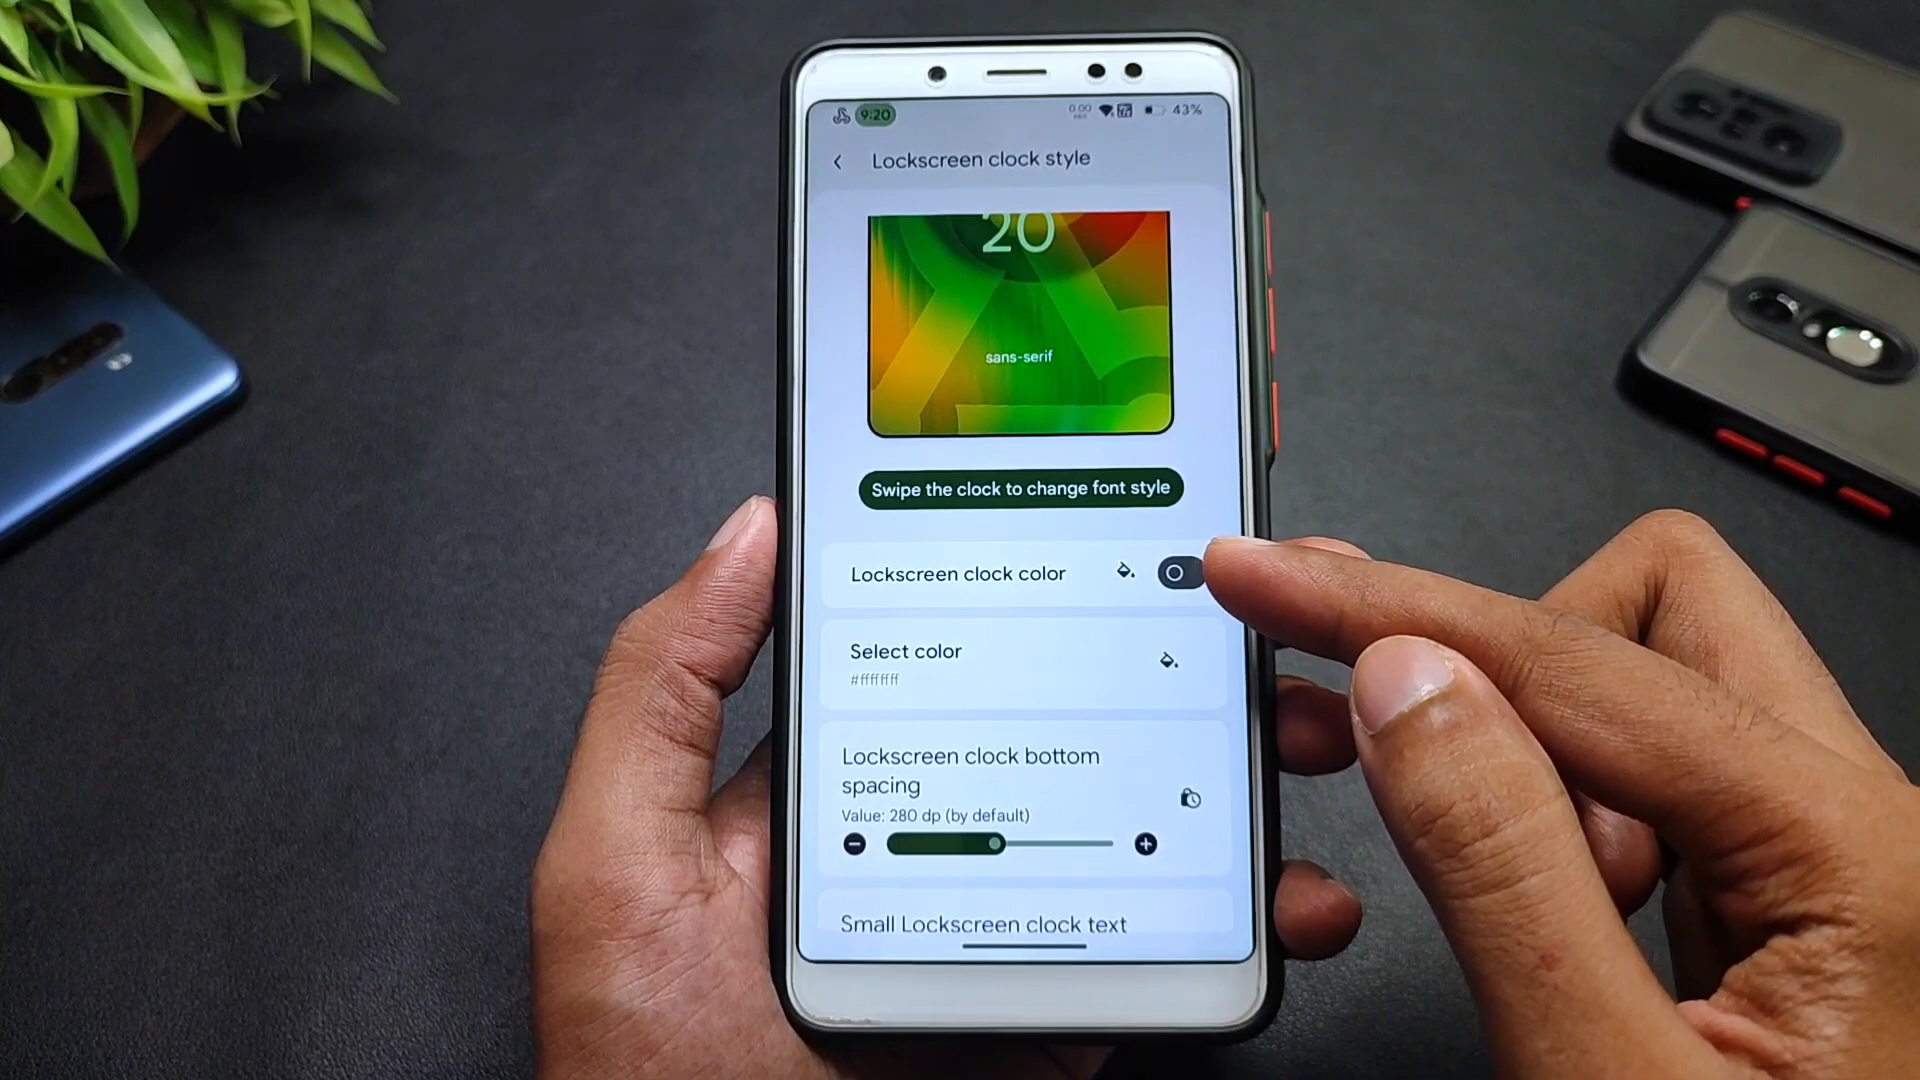 9:20
0.00
43%
Lockscreen clock style
20
sans-serif
Swipe the clock to change font style
Lockscreen clock color
Select color
#ffffffff
Lockscreen clock bottom
spacing
Value: 280 dp (by default)
Small Lockscreen clock text